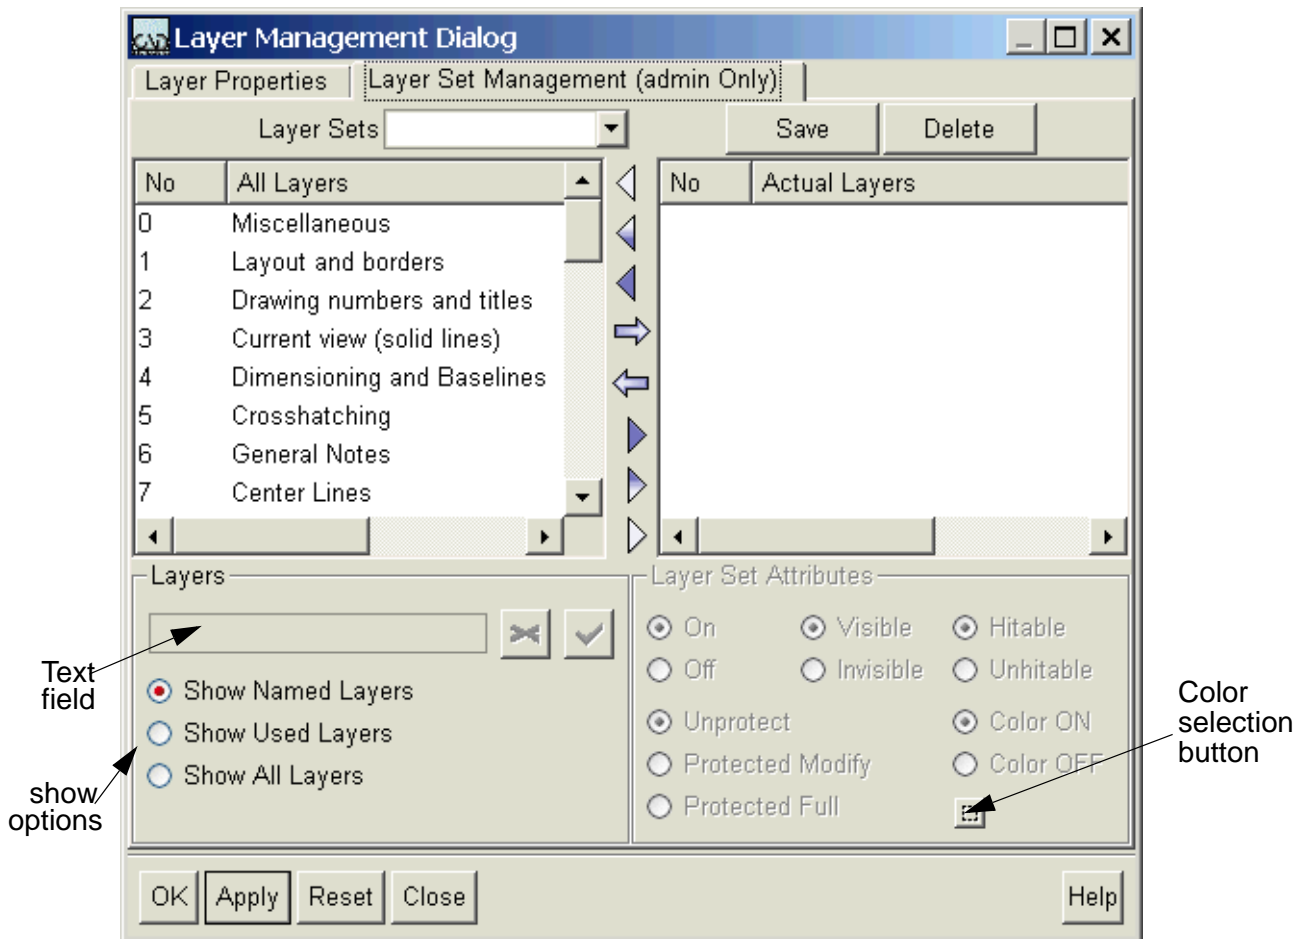 CAD
Layer Management Dialog
Layer Properties
Layer Set Management (admin Only)
Layer Sets
Save
Delete
No
All Layers
0 Miscellaneous
1 Layout and borders
2 Drawing numbers and titles
3 Current view (solid lines)
4 Dimensioning and Baselines
5 Crosshatching
6 General Notes
7 Center Lines
No
Actual Layers
Layers
Text
field
Show Named Layers
Show Used Layers
Show All Layers
show
options
Layer Set Attributes
On
Visible
Hitable
Off
Invisible
Unhitable
Unprotect
Color ON
Protected Modify
Color OFF
Protected Full
Color
selection
button
OK
Apply
Reset
Close
Help